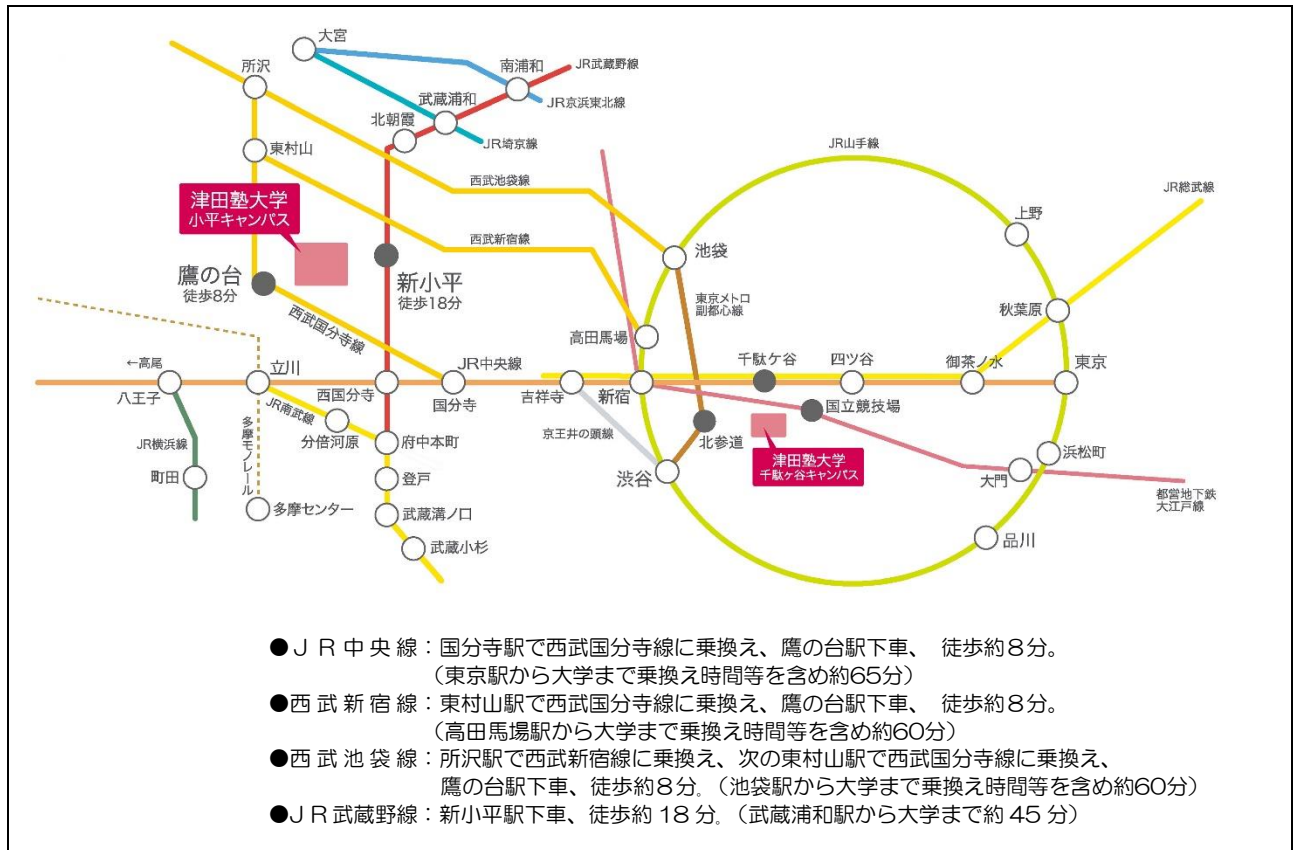 大宮
所沢
南浦和
JR武蔵野線
武蔵浦和
JR京浜東北線
北朝霞
JR埼京線
東村山
JR山手線
西武池袋線
JR総武線
津田塾大学
小平キャンパス
上野
西武新宿線
池袋
鷹の台
徒歩8分
新小平
徒歩18分
東京メトロ
副都心線
秋葉原
西武国分寺線
高田馬場
←高尾
立川
JR中央線
千駄ケ谷
四ツ谷
御茶ノ水
東京
八王子
西国分寺
国分寺
吉祥寺
新宿
JR南武線
国立競技場
多摩モノレール
分倍河原
府中本町
京王井の頭線
北参道
JR横浜線
浜松町
津田塾大学
千駄ヶ谷キャンパス
町田
登戸
渋谷
大門
都営地下鉄
大江戸線
多摩センター
武蔵溝ノ口
武蔵小杉
品川
●JR中央線：国分寺駅で西武国分寺線に乗換え、鷹の台駅下車、 徒歩約8分。
（東京駅から大学まで乗換え時間等を含め約65分）
●西武新宿線：東村山駅で西武国分寺線に乗換え、鷹の台駅下車、 徒歩約8分。
（高田馬場駅から大学まで乗換え時間等を含め約60分）
●西武池袋線：所沢駅で西武新宿線に乗換え、次の東村山駅で西武国分寺線に乗換え、
鷹の台駅下車、徒歩約8分。（池袋駅から大学まで乗換え時間等を含め約60分）
●JR武蔵野線：新小平駅下車、徒歩約 18 分。（武蔵浦和駅から大学まで約 45 分）